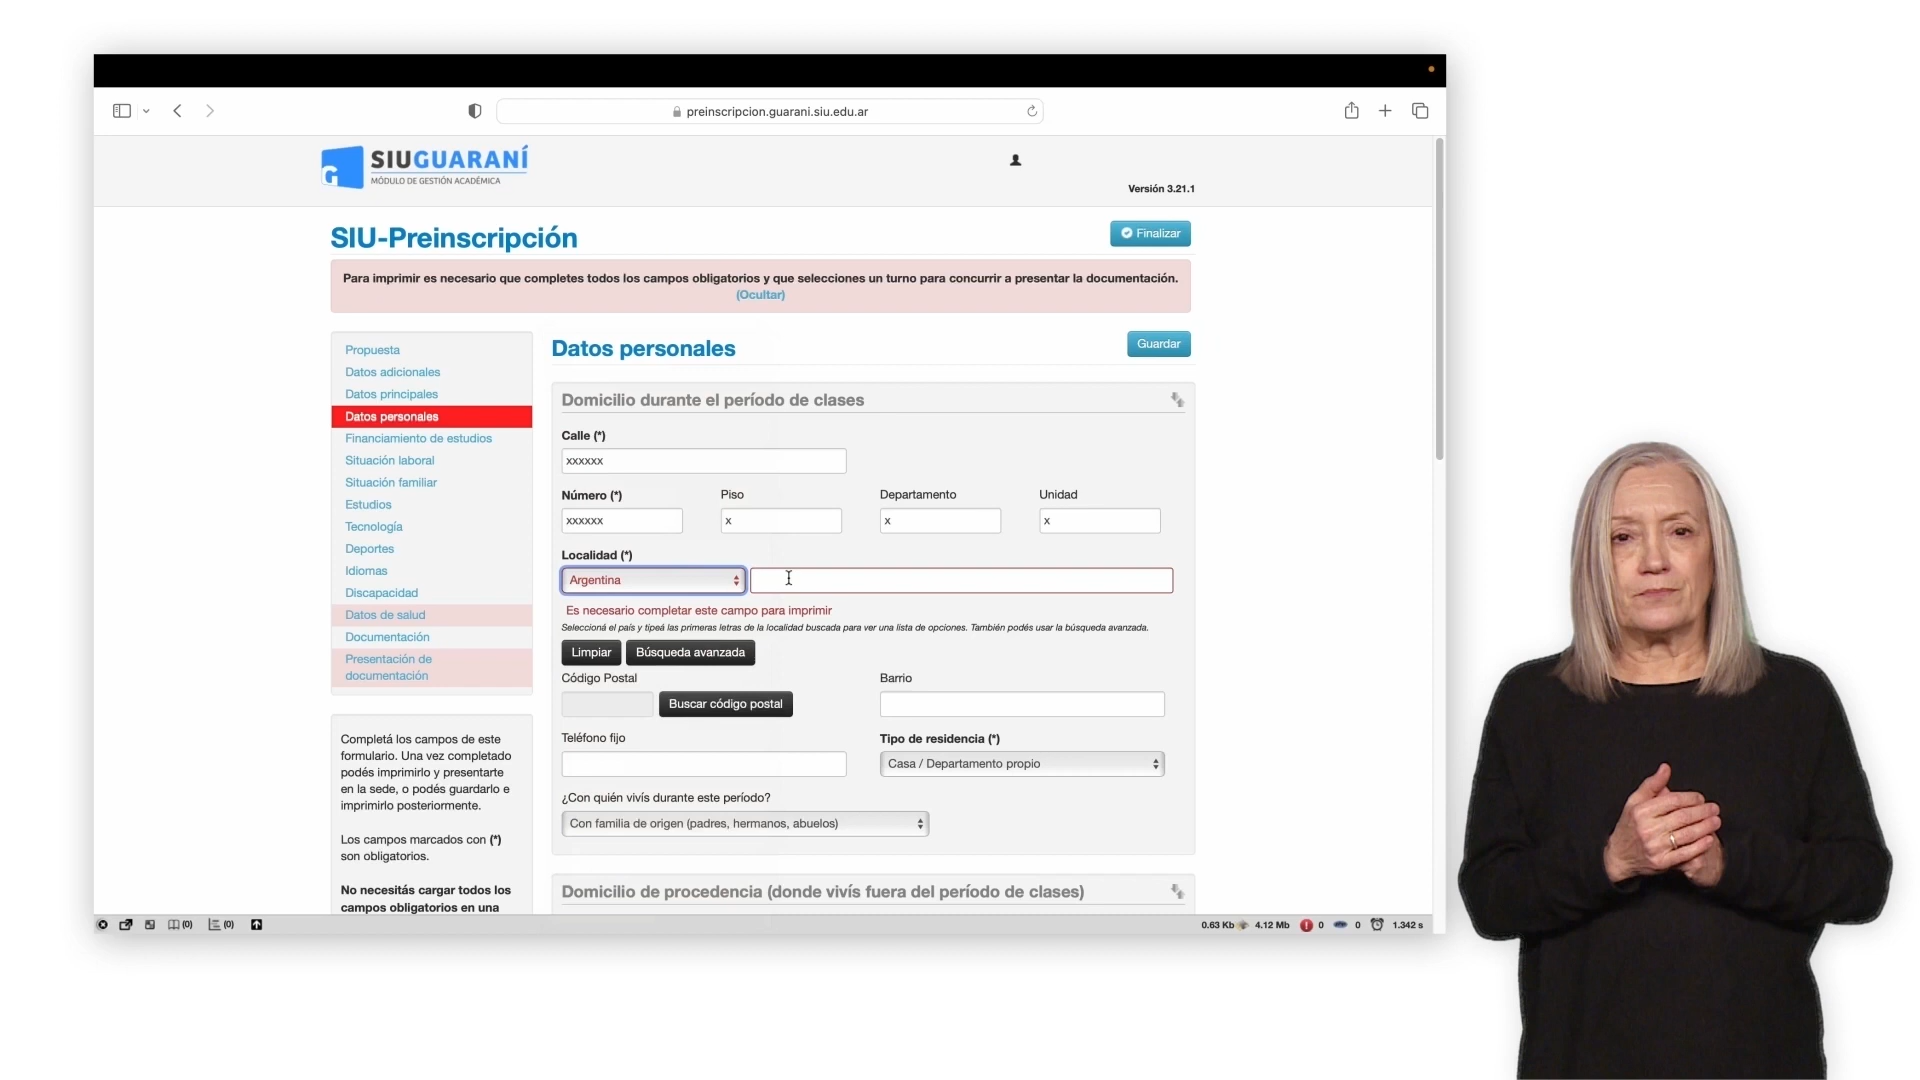 preinscripcion.guarani.siu.edu.ar
SIUGUARANÍ
MÓDULO DE GESTIÓN ACADÉMICA
Versión 3.21.1
SIU-Preinscripción
Finalizar
Para imprimir es necesario que completes todos los campos obligatorios y que selecciones un turno para concurrir a presentar la documentación.
(Ocultar)
Propuesta
Datos adicionales
Datos principales
Datos personales
Financiamiento de estudios
Situación laboral
Situación familiar
Estudios
Tecnología
Deportes
Idiomas
Discapacidad
Datos de salud
Documentación
Presentación de
documentación
Completá los campos de este
formulario. Una vez completado
podés imprimirlo y presentarte
en la sede, o podés guardarlo e
imprimirlo posteriormente.
Los campos marcados con (*)
son obligatorios.
No necesitás cargar todos los
campos obligatorios en una
Datos personales
Guardar
Domicilio durante el período de clases
Calle (*)
xxxxxx
Número (*) Piso Departamento Unidad
xxxxxx x x x
Localidad (*)
Argentina
Es necesario completar este campo para imprimir
Seleccioná el país y tipeá las primeras letras de la localidad buscada para ver una lista de opciones. También podés usar la búsqueda avanzada.
Limpiar Búsqueda avanzada
Código Postal Barrio
Buscar código postal
Teléfono fijo Tipo de residencia (*)
Casa / Departamento propio
¿Con quién vivís durante este período?
Con familia de origen (padres, hermanos, abuelos)
Domicilio de procedencia (donde vivís fuera del período de clases)
(0) (0) 0.63 Kb 4.12 Mb 0 0 1.342 s